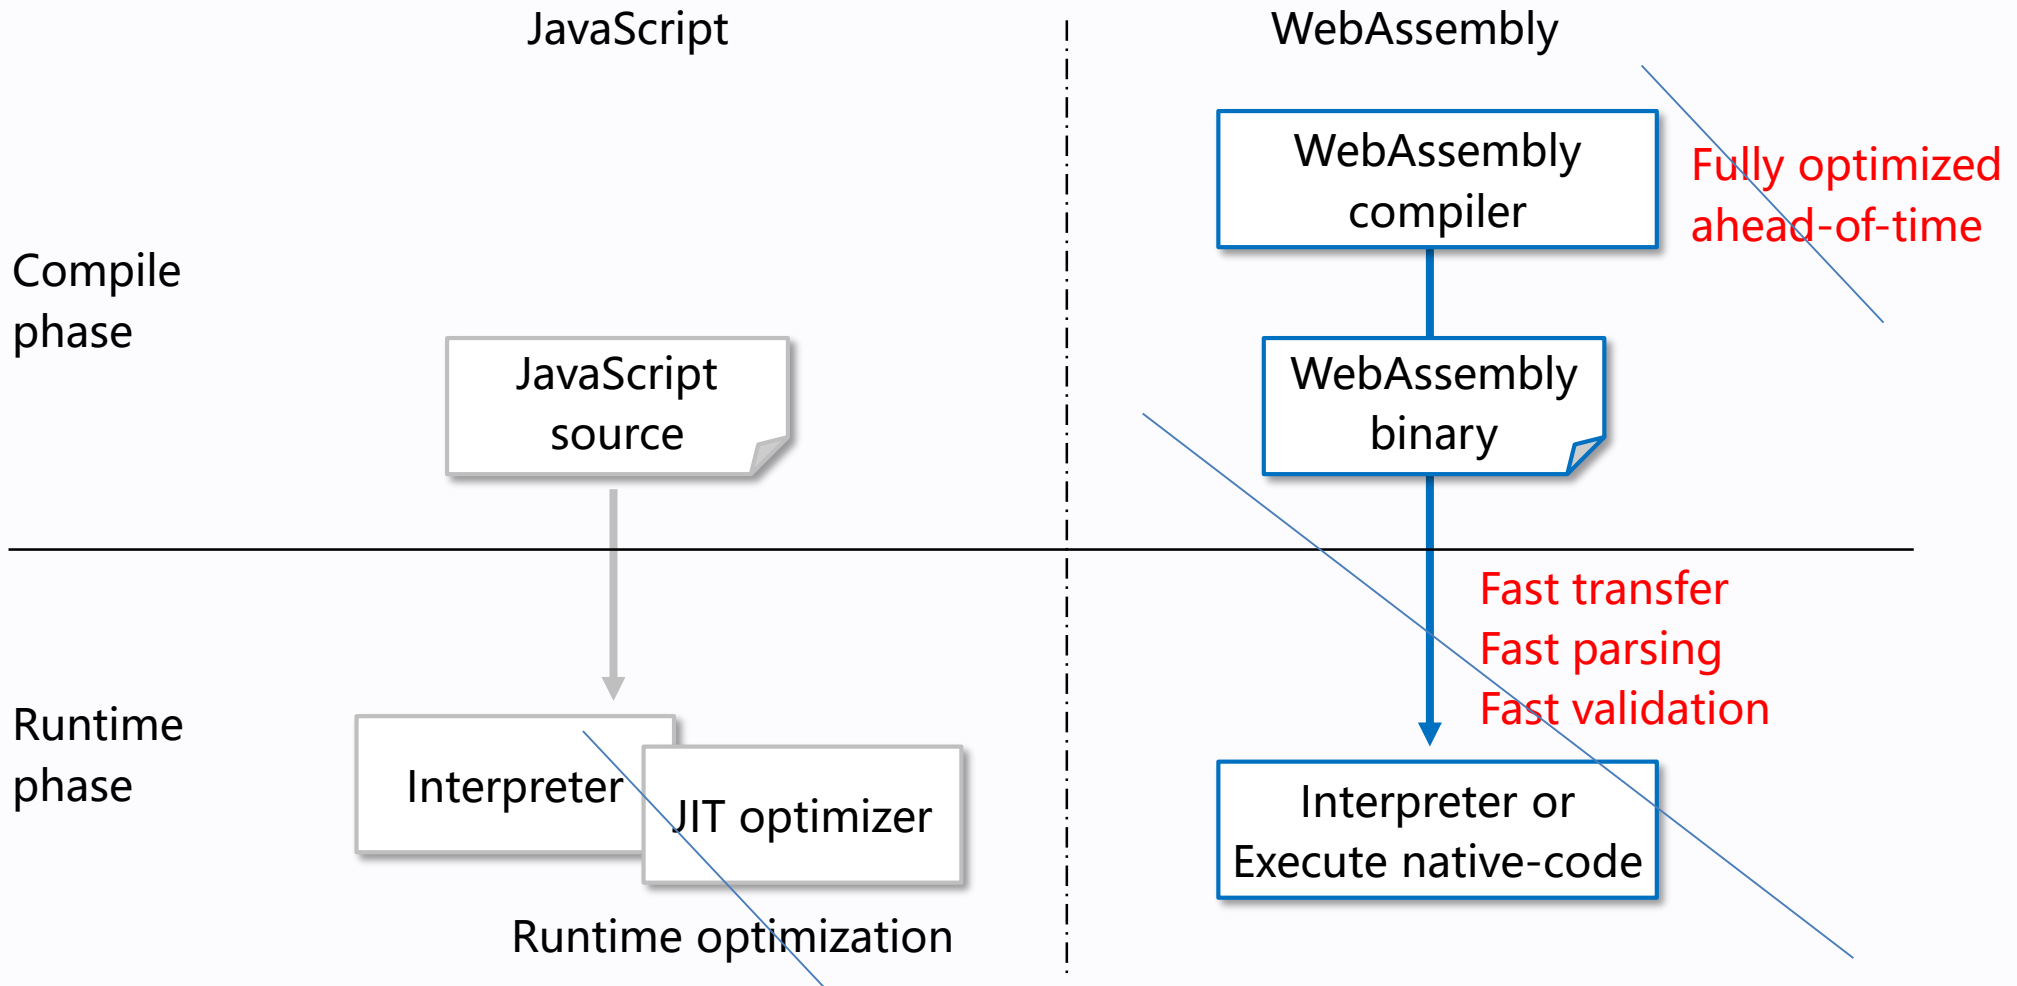 JavaScript
WebAssembly
Compile
phase
WebAssembly
compiler
Fully optimized
ahead-of-time
JavaScript
source
WebAssembly
binary
Runtime
phase
Fast transfer
Fast parsing
Fast validation
Interpreter
JIT optimizer
Runtime optimization
Interpreter or
Execute native-code